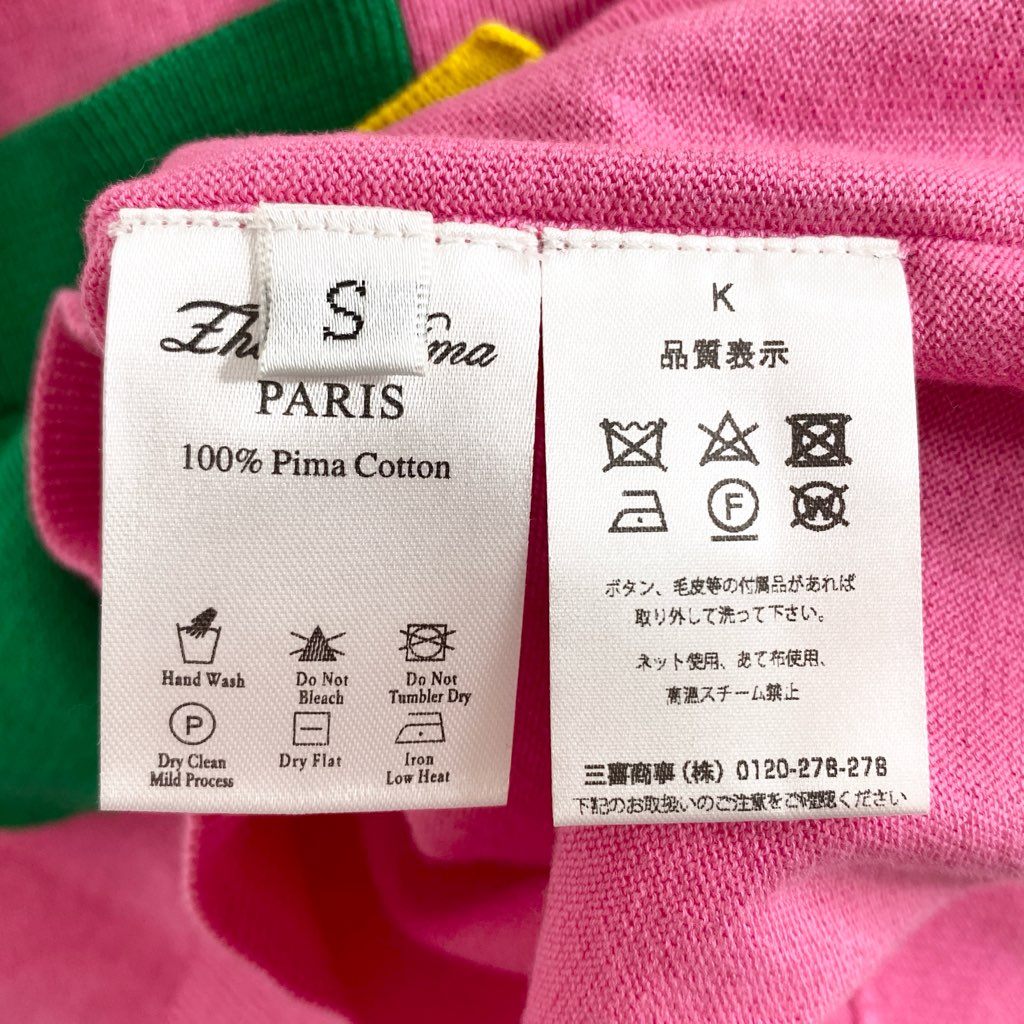 S
PARIS
100% Pima Cotton
Hand Wash
Do Not
Bleach
Do Not
Tumbler Dry
P
Dry Clean
Mild Process
Dry Flat
Iron
Low Heat
K
品質表示
F
W
ボタン、毛皮等の付属品があれば
取り外して洗って下さい。
ネット使用、あて布使用、
高温スチーム禁止
三喜商事(株) 0120-278-278
下記のお取扱いのご注意をご確認ください